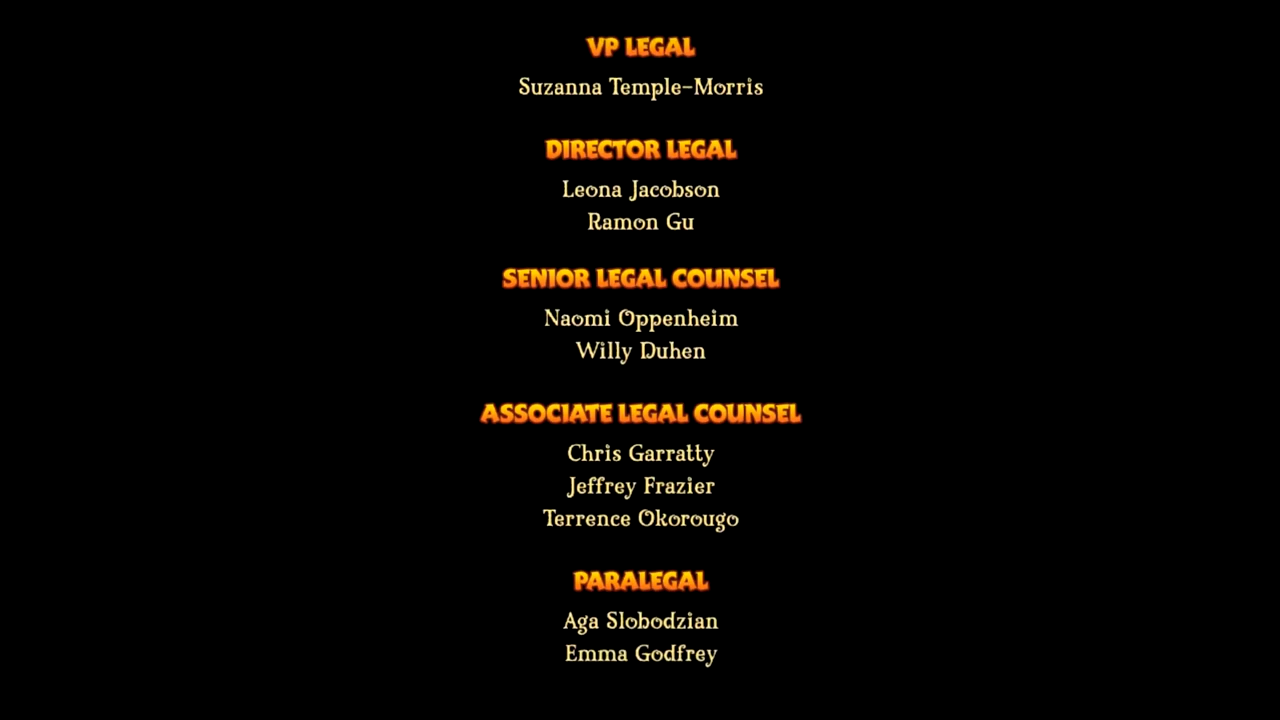 VP LEGAL
Suzanna Temple-Morris
DIRECTOR LEGAL
Leona Jacobson
Ramon Gu
SENIOR LEGAL COUNSEL
Naomi Oppenheim
Willy Duhen
ASSOCIATE LEGAL COUNSEL
Chris Garratty
Jeffrey Frazier
Terrence Okorougo
PARALEGAL
Aga Slobodzian
Emma Godfrey